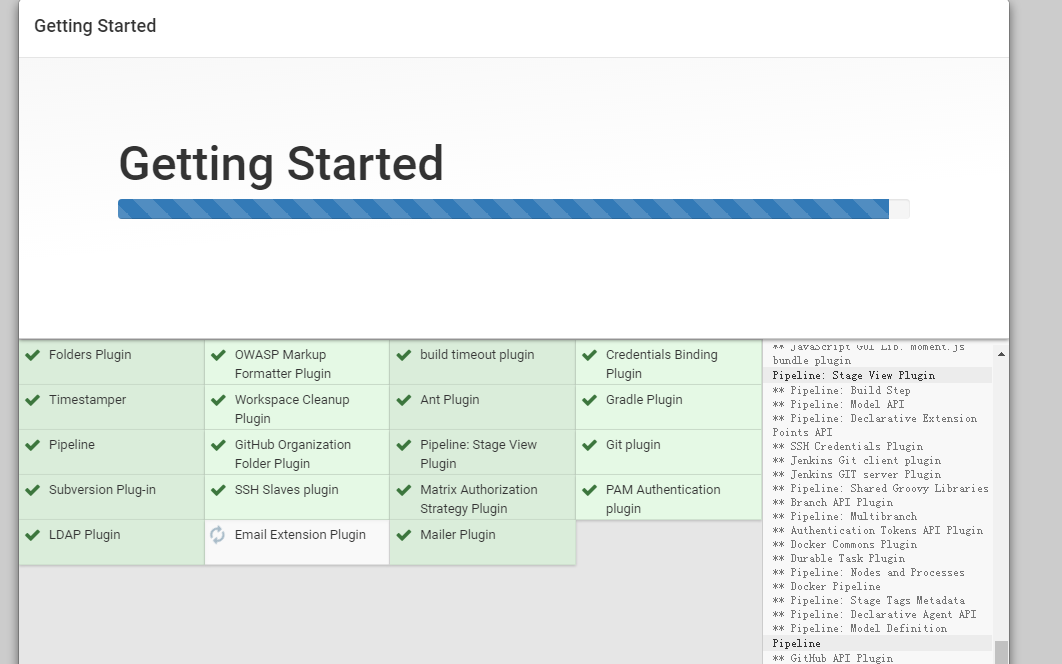 Getting Started
Getting Started
Folders Plugin
OWASP Markup
Formatter Plugin
build timeout plugin
Credentials Binding
Plugin
Timestamper
Workspace Cleanup
Plugin
Ant Plugin
Gradle Plugin
Pipeline
GitHub Organization
Folder Plugin
Pipeline: Stage View
Plugin
Git plugin
Subversion Plug-in
SSH Slaves plugin
Matrix Authorization
Strategy Plugin
PAM Authentication
plugin
LDAP Plugin
Email Extension Plugin
Mailer Plugin
** JavaScript GUI Lib: Moment.js
bundle plugin
Pipeline: Stage View Plugin
** Pipeline: Build Step
** Pipeline: Model API
** Pipeline: Declarative Extension
Points API
** SSH Credentials Plugin
** Jenkins Git client plugin
** Jenkins GIT server Plugin
** Pipeline: Shared Groovy Libraries
** Branch API Plugin
** Pipeline: Multibranch
** Authentication Tokens API Plugin
** Docker Commons Plugin
** Durable Task Plugin
** Pipeline: Nodes and Processes
** Docker Pipeline
** Pipeline: Stage Tags Metadata
** Pipeline: Declarative Agent API
** Pipeline: Model Definition
Pipeline
** GitHub API Plugin